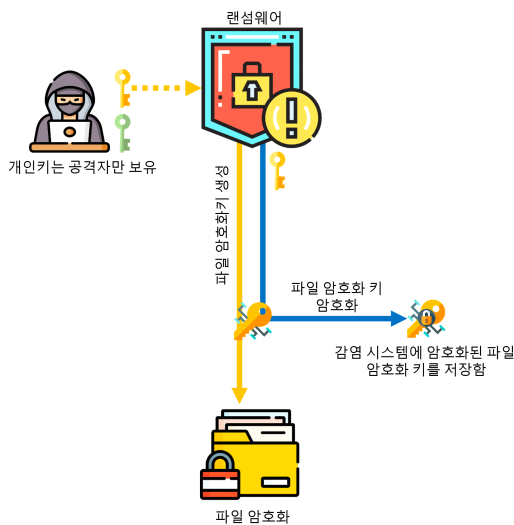 랜섬웨어
개인키는 공격자만 보유
파일 암호화키 생성
파일 암호화 키
암호화
감염 시스템에 암호화된 파일
암호화 키를 저장함
파일 암호화